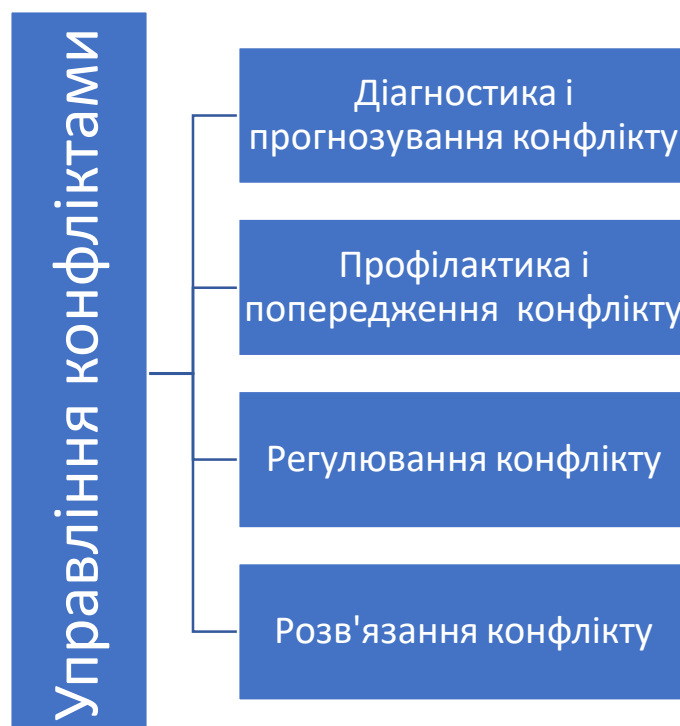 Управління конфліктами
Діагностика і
прогнозування конфлікту
Профілактика і
попередження  конфлікту
Регулювання конфлікту
Розв'язання конфлікту